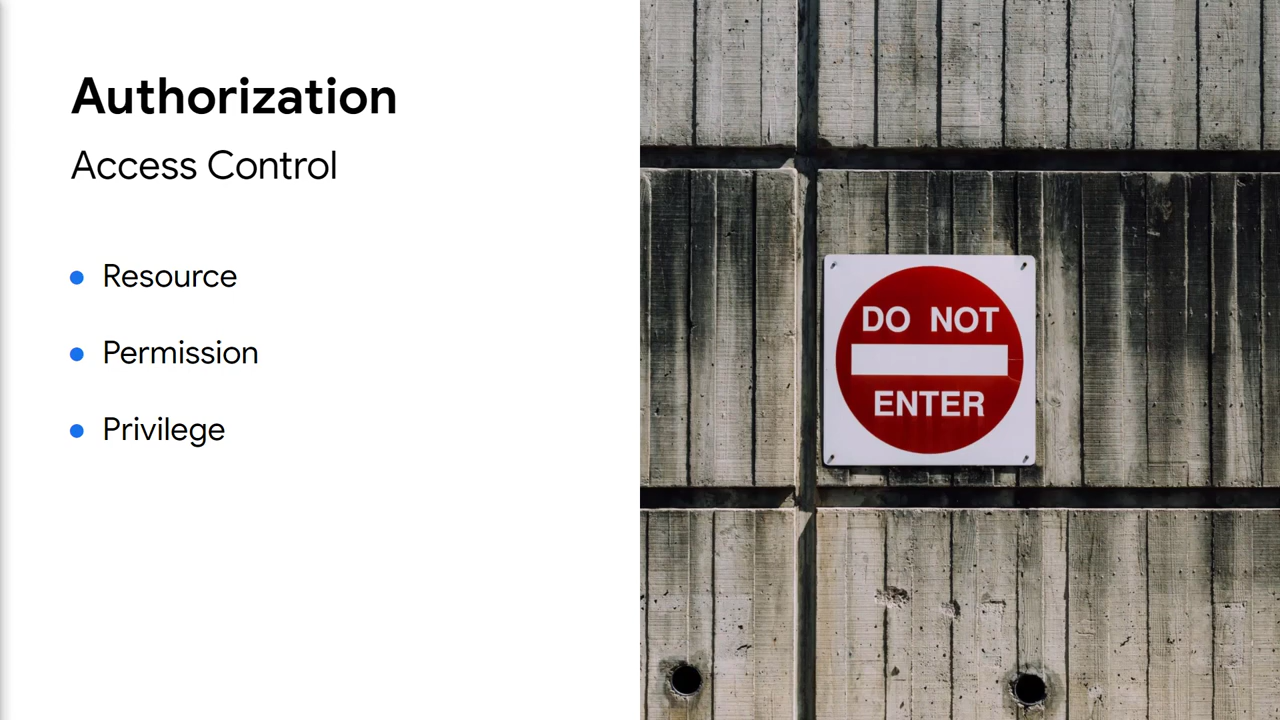 Authorization
Access Control
Resource
Permission
Privilege
DO NOT
ENTER